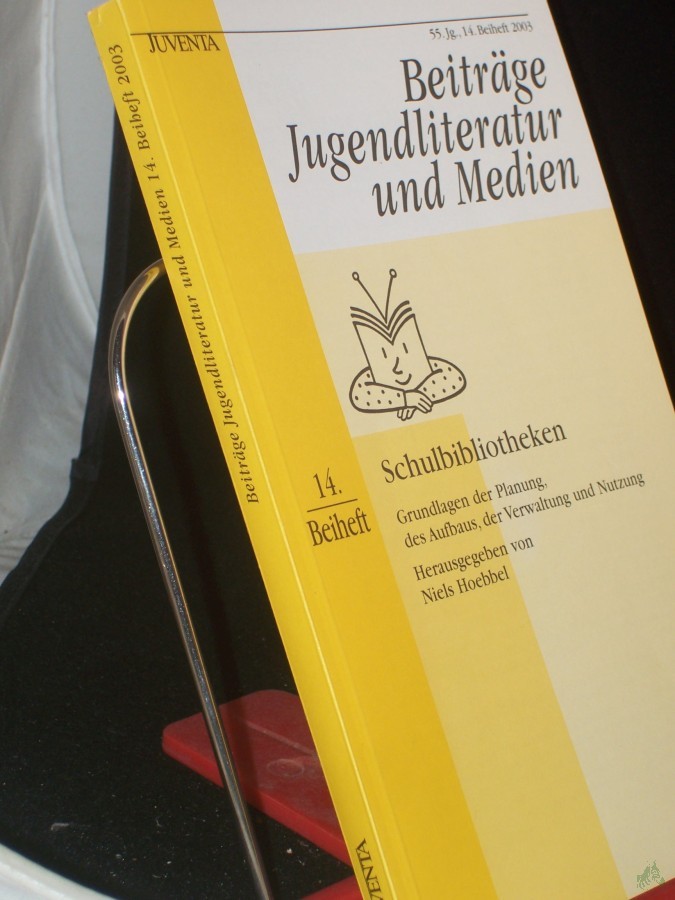 JUVENTA
55. Jg., 14. Beiheft 2003
Beiträge
Jugendliteratur
und Medien
Schulbibliotheken
Grundlagen der Planung,
des Aufbaus, der Verwaltung und Nutzung
Herausgegeben von
Niels Hoebbel
14.
Beiheft
Beiträge Jugendliteratur und Medien 14. Beiheft 2003